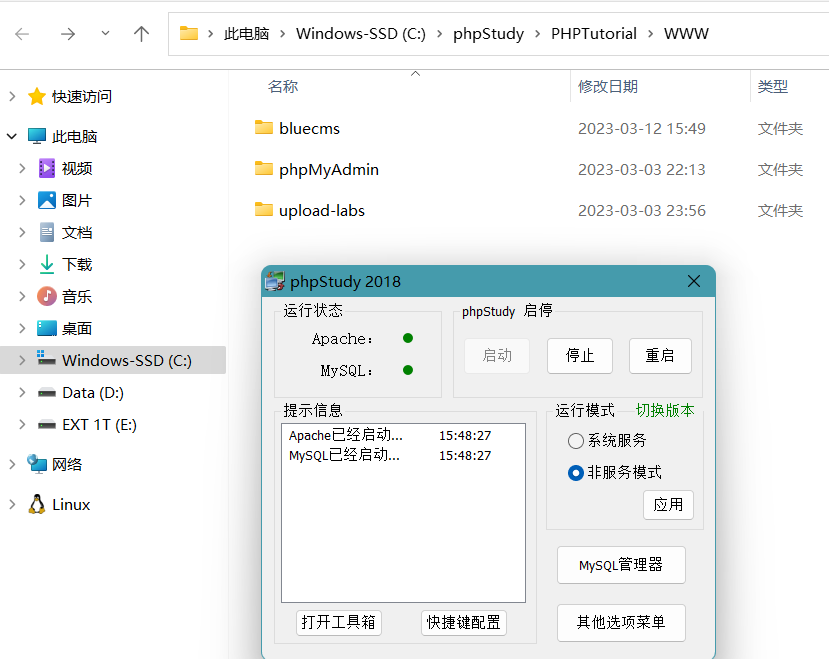 此电脑 > Windows-SSD (C:) > phpStudy > PHPTutorial > WWW
名称 修改日期 类型
快速访问
此电脑
视频
图片
文档
下载
音乐
桌面
Windows-SSD (C:)
Data (D:)
EXT 1T (E:)
网络
Linux
bluecms 2023-03-12 15:49 文件夹
phpMyAdmin 2023-03-03 22:13 文件夹
upload-labs 2023-03-03 23:56 文件夹
phpStudy 2018
运行状态
Apache:
MySQL:
phpStudy 启停
启动 停止 重启
提示信息
Apache已经启动... 15:48:27
MySQL已经启动... 15:48:27
打开工具箱 快捷键配置
运行模式 切换版本
系统服务
非服务模式
应用
MySQL管理器
其他选项菜单